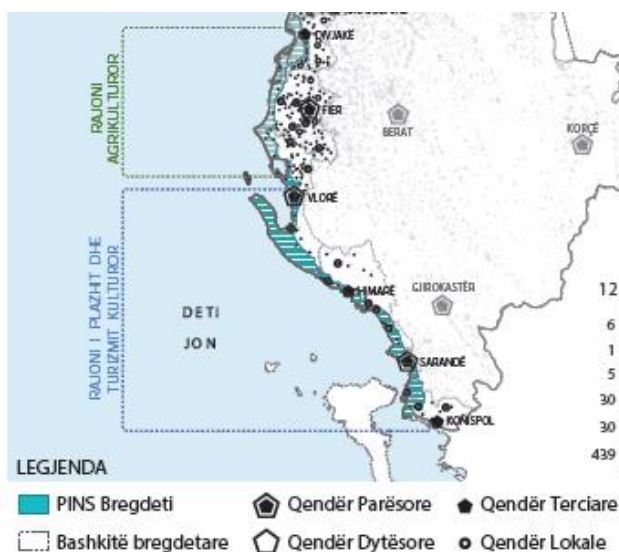 DIVJAKË
RAJONI
AGRIKULTUROR
FIER
BERAT
KORÇË
VLORË
RAJONI I PLAZHIT DHE
TURIZMIT KULTUROR
HIMARË
GJIROKASTËR
DETI
JON
SARANDË
KONISPOL
12
6
1
5
30
30
439
LEGJENDA
PINS Bregdeti
Qendër Parësore
Qendër Terciare
Bashkitë bregdetare
Qendër Dytësore
Qendër Lokale